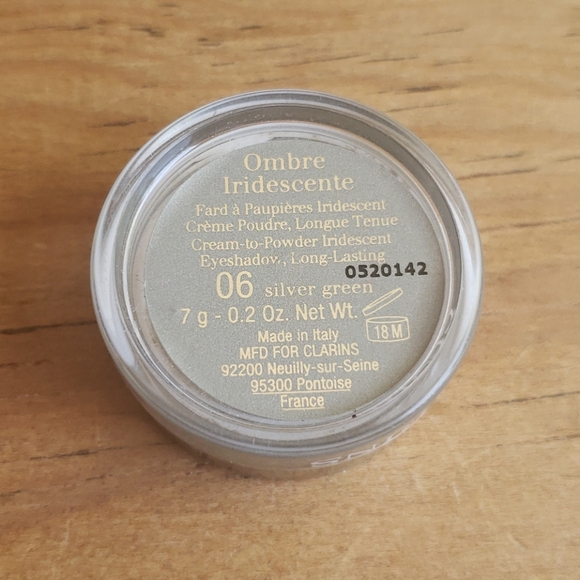 Ombre
Iridescente
Fard à Paupières Iridescent
Crème Poudre, Longue Tenue
Cream-to-Powder Iridescent
Eyeshadow, Long-Lasting
0520142
06 silver green
7 g - 0.2 Oz. Net Wt.
18 M
Made in Italy
MFD FOR CLARINS
92200 Neuilly-sur-Seine
95300 Pontoise
France